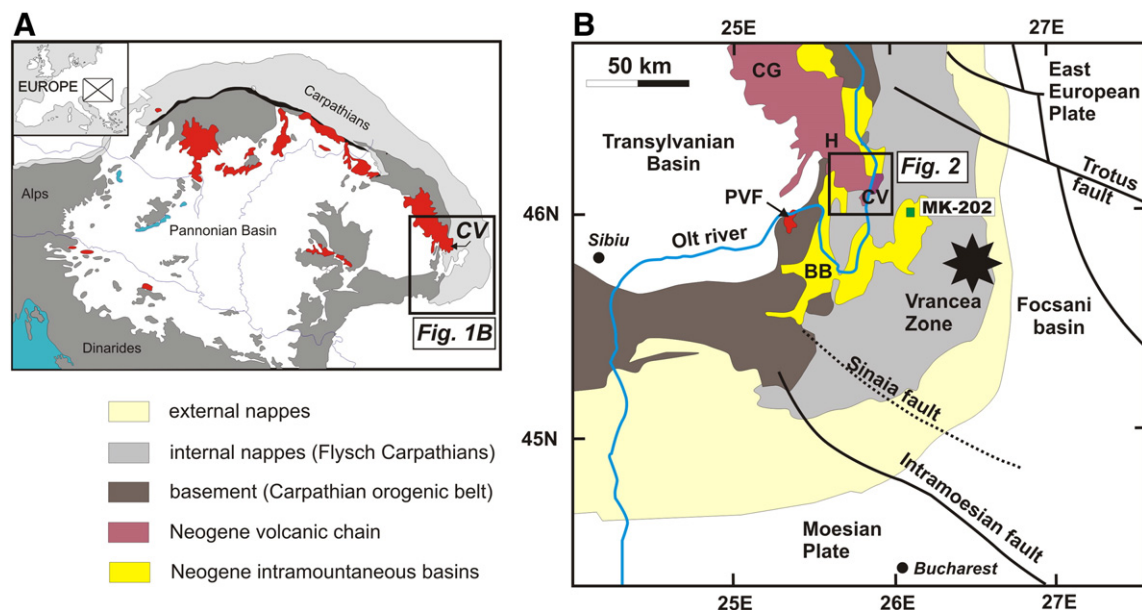 A
EUROPE
Carpathians
Alps
Pannonian Basin
CV
Fig. 1B
Dinarides
external nappes
internal nappes (Flysch Carpathians)
basement (Carpathian orogenic belt)
Neogene volcanic chain
Neogene intramountaneous basins
B
25E
27E
50 km
CG
East
European
Plate
Transylvanian
Basin
H
Fig. 2
Trotus
fault
PVF
CV
MK-202
46N
Sibiu
Olt river
BB
Vrancea
Zone
Focsani
basin
Sinaia fault
45N
Intramoesian fault
Moesian
Plate
Bucharest
25E
26E
27E